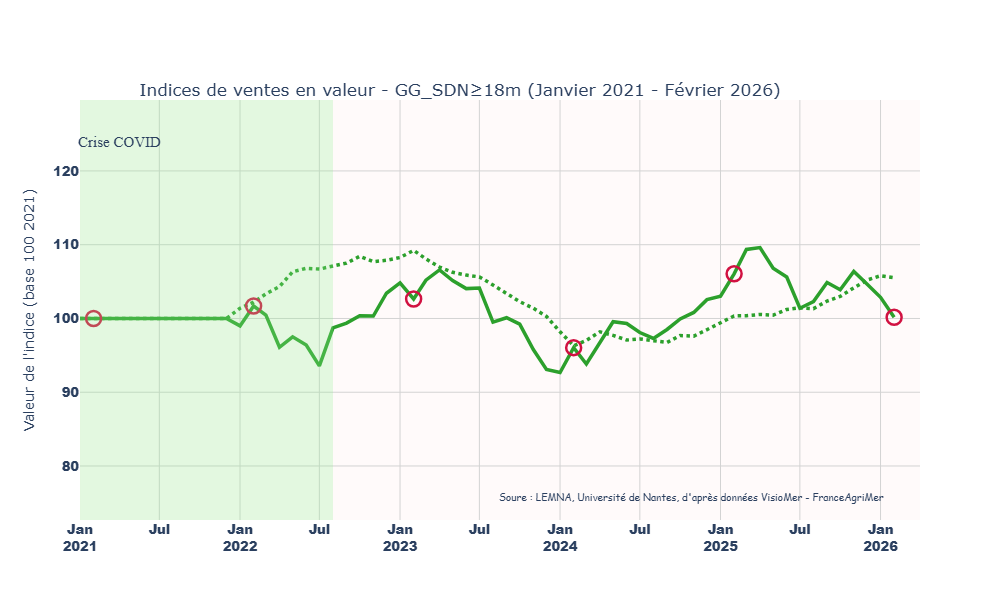 Indices de ventes en valeur - GG_SDN≥18m (Janvier 2021 - Février 2026)
Crise COVID
Valeur de l'indice (base 100 2021)
120
110
100
90
80
Soure : LEMNA, Université de Nantes, d'après données VisioMer - FranceAgriMer
Jan Jul Jan Jul Jan Jul Jan Jul Jan Jul Jan
2021 2022 2023 2024 2025 2026